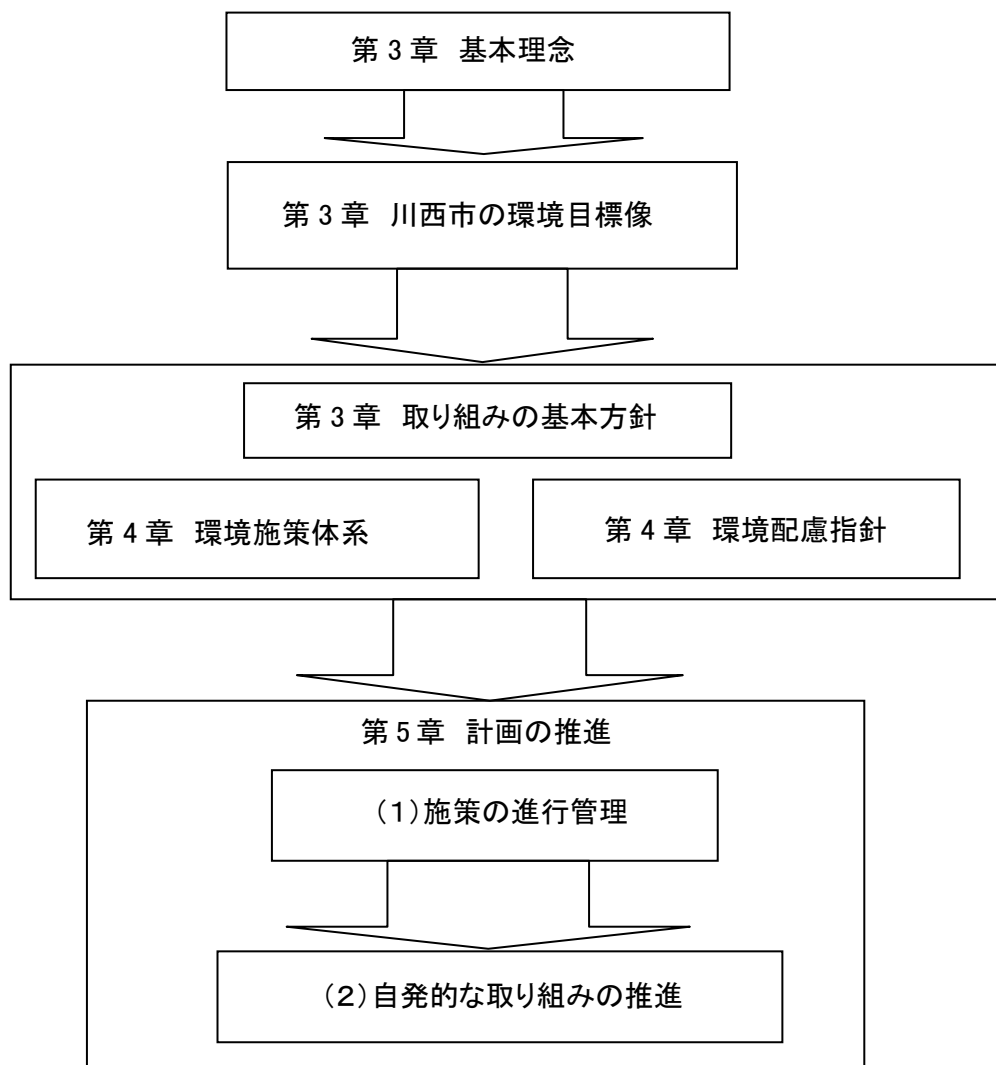 第３章 基本理念
第３章 川西市の環境目標像
第３章 取り組みの基本方針
第４章 環境施策体系
第４章 環境配慮指針
第５章 計画の推進
（１）施策の進行管理
（２）自発的な取り組みの推進